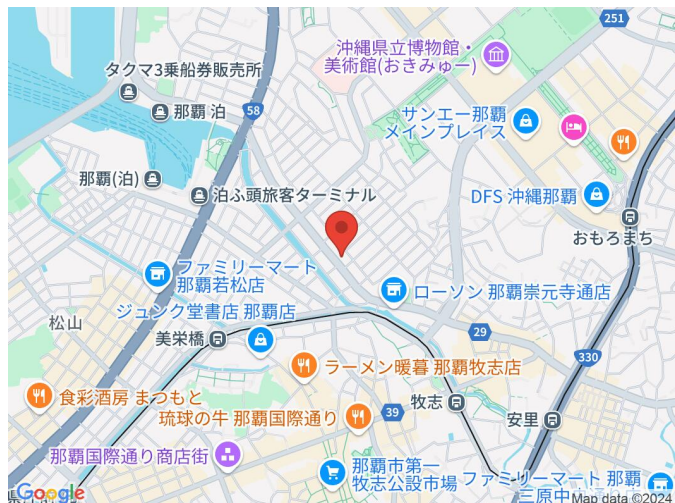 251
沖縄県立博物館・
美術館(おきみゅー)
タクマ3乗船券販売所
那覇 泊
58
サンエー那覇
メインプレイス
那覇(泊)
泊ふ頭旅客ターミナル
DFS 沖縄那覇
おもろまち
ファミリーマート
那覇若松店
ローソン 那覇崇元寺通店
ジュンク堂書店 那覇店
松山
美栄橋
29
330
ラーメン暖暮 那覇牧志店
食彩酒房 まつもと
琉球の牛 那覇国際通り
39
牧志
安里
那覇国際通り商店街
那覇市第一
牧志公設市場
ファミリーマート 那覇
Google
Map data ©2024